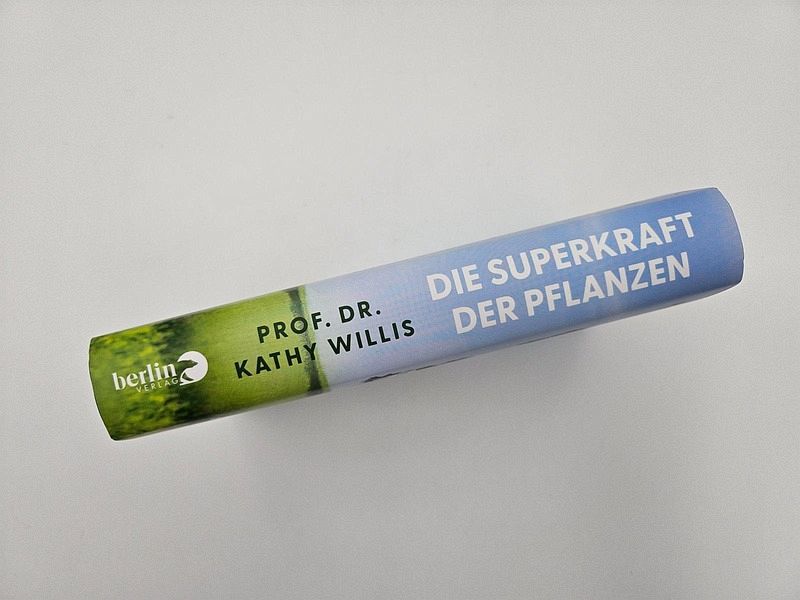 DIE SUPERKRAFT
DER PFLANZEN
PROF. DR.
KATHY WILLIS
berlin
VERLAG